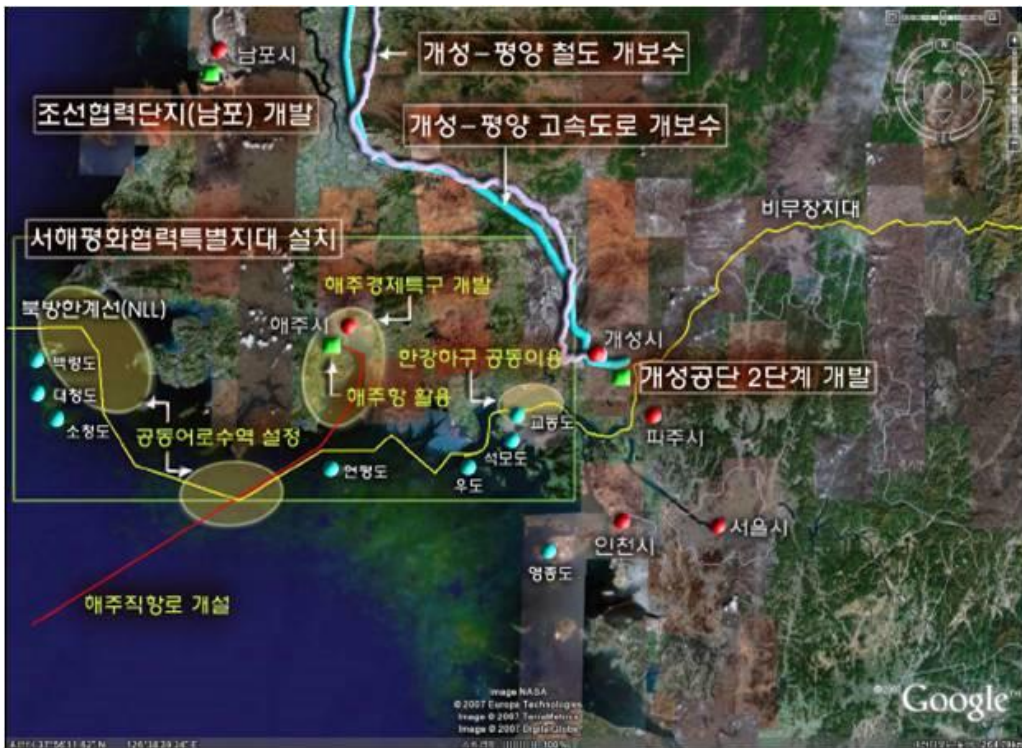 남포시
개성-평양 철도 개보수
조선협력단지(남포) 개발
개성-평양 고속도로 개보수
비무장지대
서해평화협력특별지대 설치
해주경제특구 개발
북방한계선(NLL)
해주시
개성시
한강하구 공동이용
백령도
개성공단 2단계 개발
대청도
해주항 활용
교동도
소청도
공동어로수역 설정
파주시
석모도
연평도
우도
서울시
인천시
영종도
해주직항로 개설
Image NASA
© 2007 Europa Technologies
Image © 2007 TerraMetrics
Image © 2007 DigitalGlobe
Google
100%